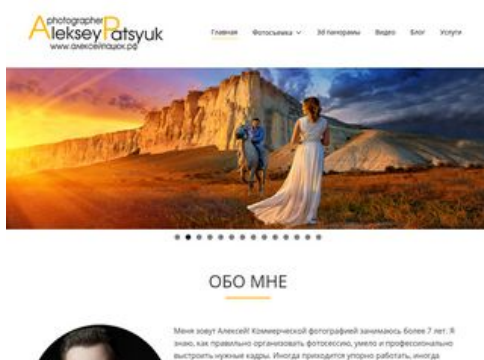 photographer
Aleksey Patsyuk
www.алексейпацюк.рф
Главная Фотосъемка 3d панорамы Видео Блог Услуги
ОБО МНЕ
Меня зовут Алексей! Коммерческой фотографией занимаюсь более 7 лет. Я
знаю, как правильно организовать фотосессию, умело и профессионально
выстроить нужные кадры. Иногда приходится упорно работать, иногда